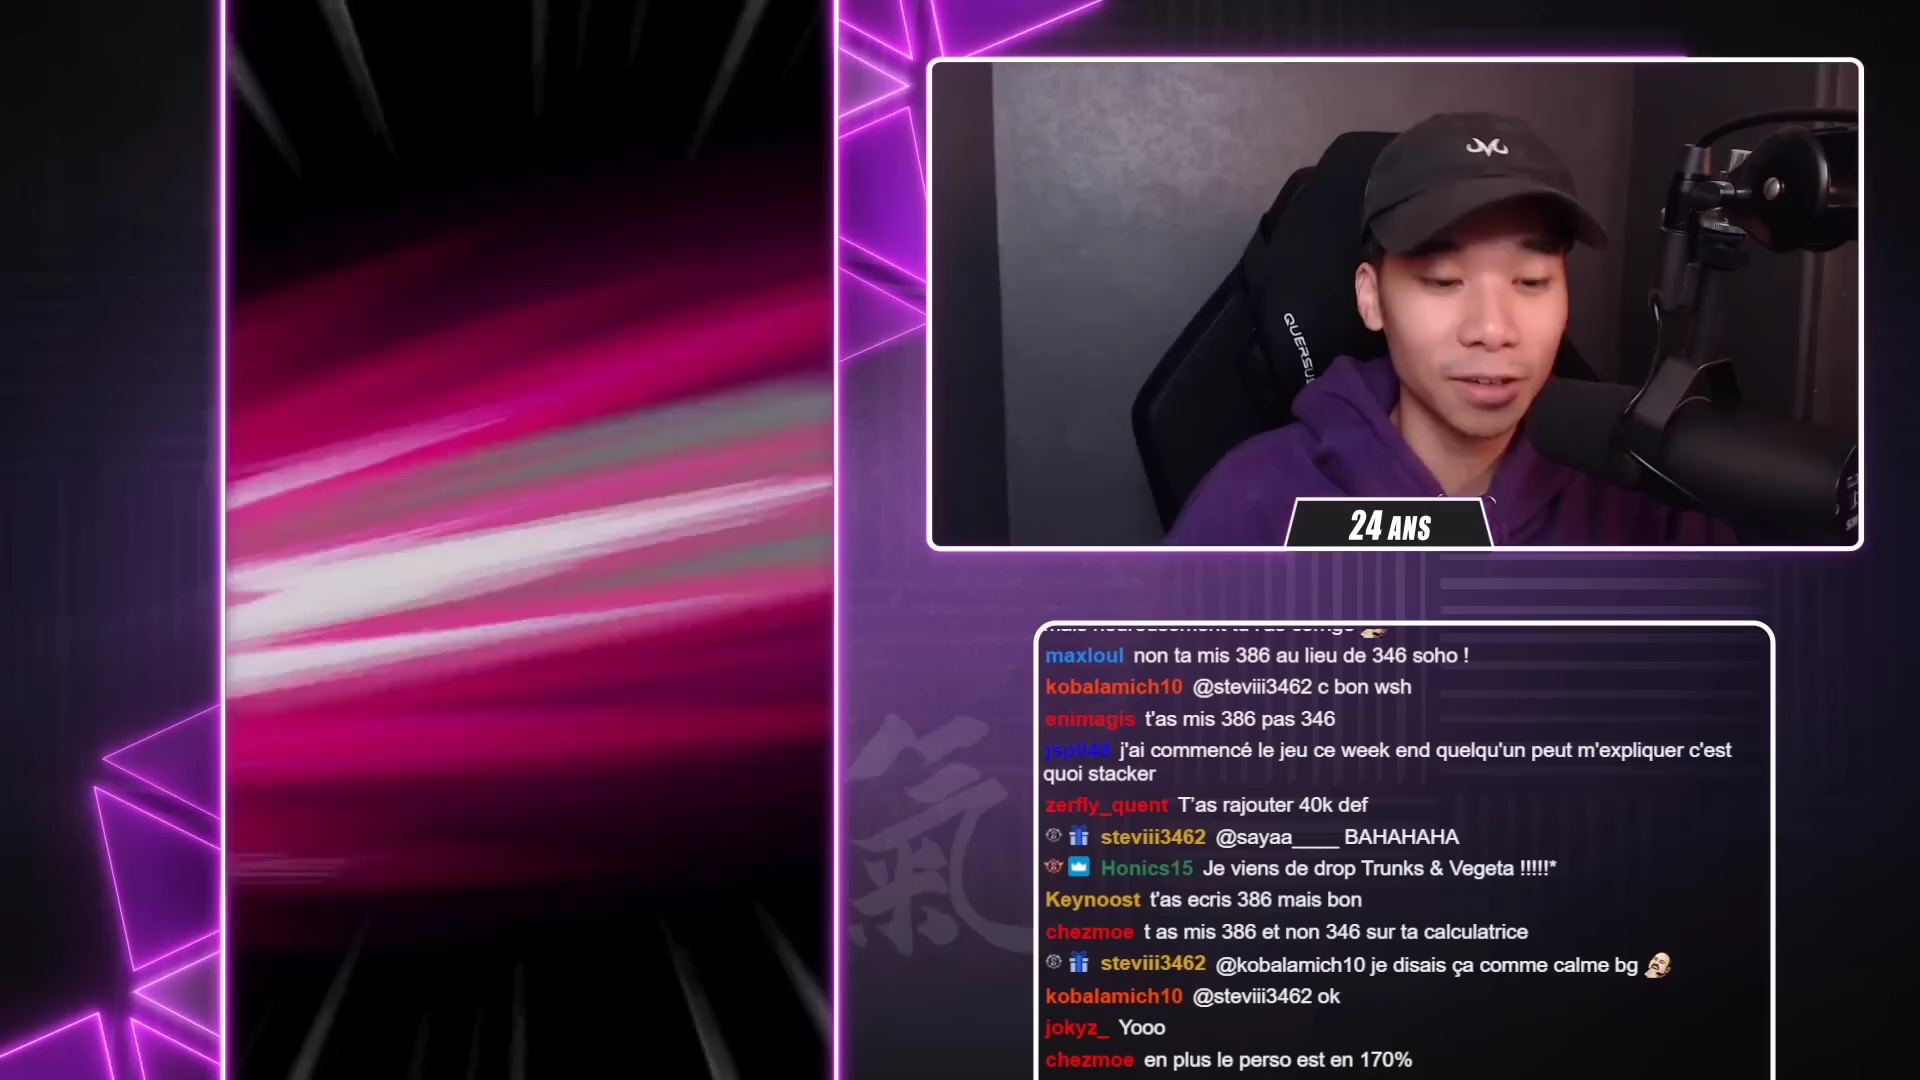 QUERSUS
24 ANS
maxloul non ta mis 386 au lieu de 346 soho !
kobalamich10 @steviii3462 c bon wsh
enimagis t'as mis 386 pas 346
jsp048 j'ai commencé le jeu ce week end quelqu'un peut m'expliquer c'est
quoi stacker
zerfly_quent T'as rajouter 40k def
steviii3462 @sayaa____ BAHAHAHA
Honics15 Je viens de drop Trunks & Vegeta !!!!!*
Keynoost t'as ecris 386 mais bon
chezmoe t as mis 386 et non 346 sur ta calculatrice
steviii3462 @kobalamich10 je disais ça comme calme bg
kobalamich10 @steviii3462 ok
jokyz_ Yooo
chezmoe en plus le perso est en 170%
氣